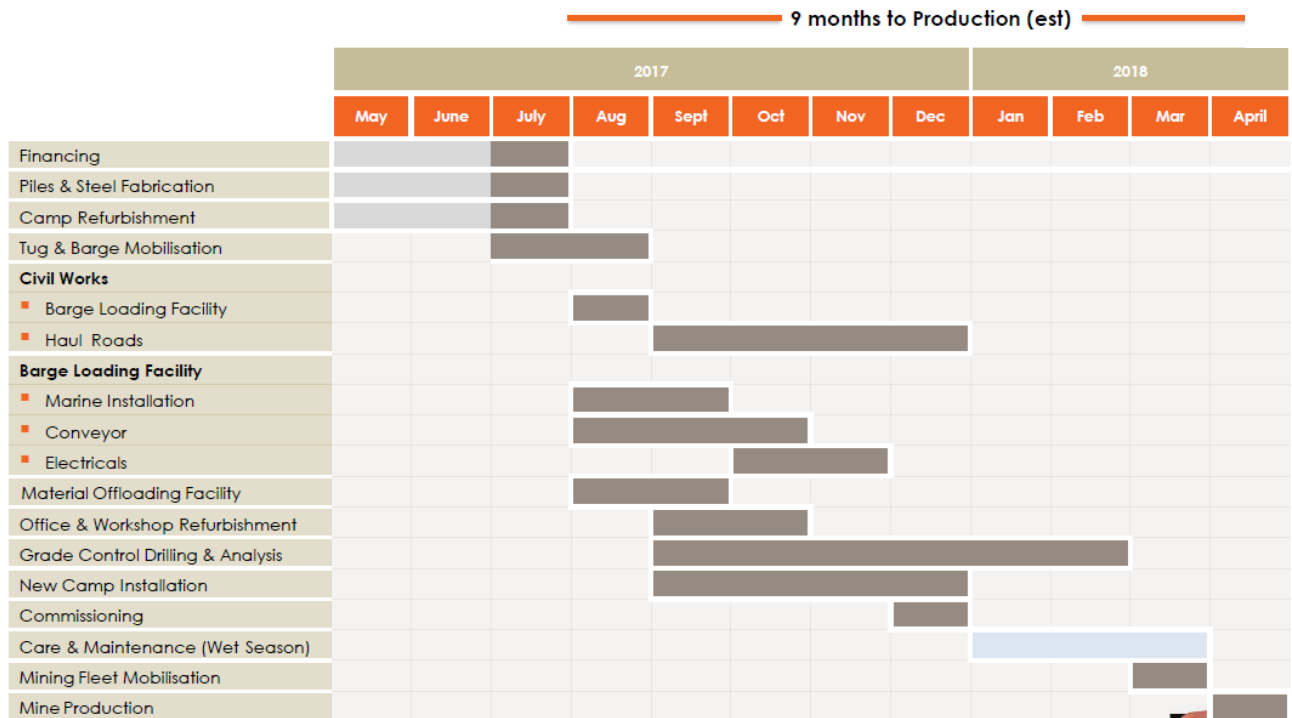 9 months to Production (est)
2017 2018
May June July Aug Sept Oct Nov Dec Jan Feb Mar April
Financing
Piles & Steel Fabrication
Camp Refurbishment
Tug & Barge Mobilisation
Civil Works
▪ Barge Loading Facility
▪ Haul Roads
Barge Loading Facility
▪ Marine Installation
▪ Conveyor
▪ Electricals
Material Offloading Facility
Office & Workshop Refurbishment
Grade Control Drilling & Analysis
New Camp Installation
Commissioning
Care & Maintenance (Wet Season)
Mining Fleet Mobilisation
Mine Production